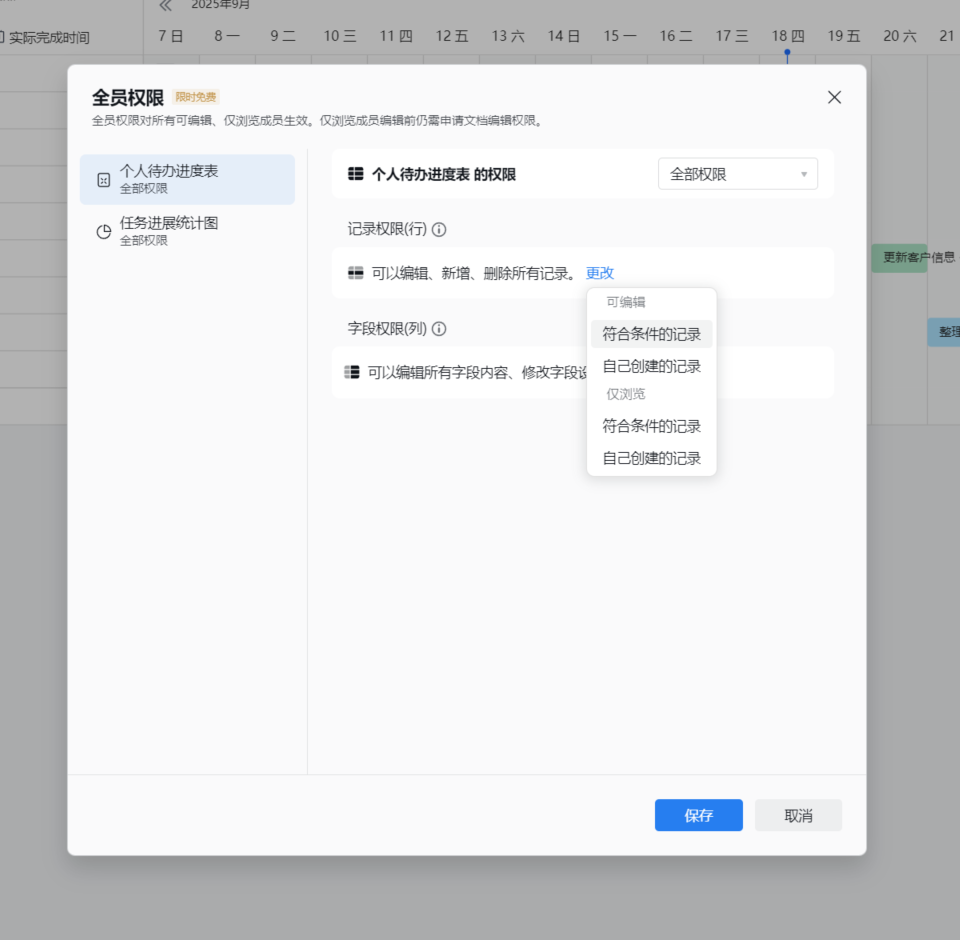 2025年9月
实际完成时间
7 日 8 一 9 二 10 三 11 四 12 五 13 六 14 日 15 一 16 二 17 三 18 四 19 五 20 六 21
全员权限 限时免费
全员权限对所有可编辑、仅浏览成员生效。仅浏览成员编辑前仍需申请文档编辑权限。
个人待办进度表
全部权限
任务进展统计图
全部权限
个人待办进度表 的权限
全部权限
记录权限(行)
可以编辑、新增、删除所有记录。 更改
可编辑
符合条件的记录
自己创建的记录
仅浏览
符合条件的记录
自己创建的记录
字段权限(列)
可以编辑所有字段内容、修改字段设
更新客户信息
整理
保存
取消